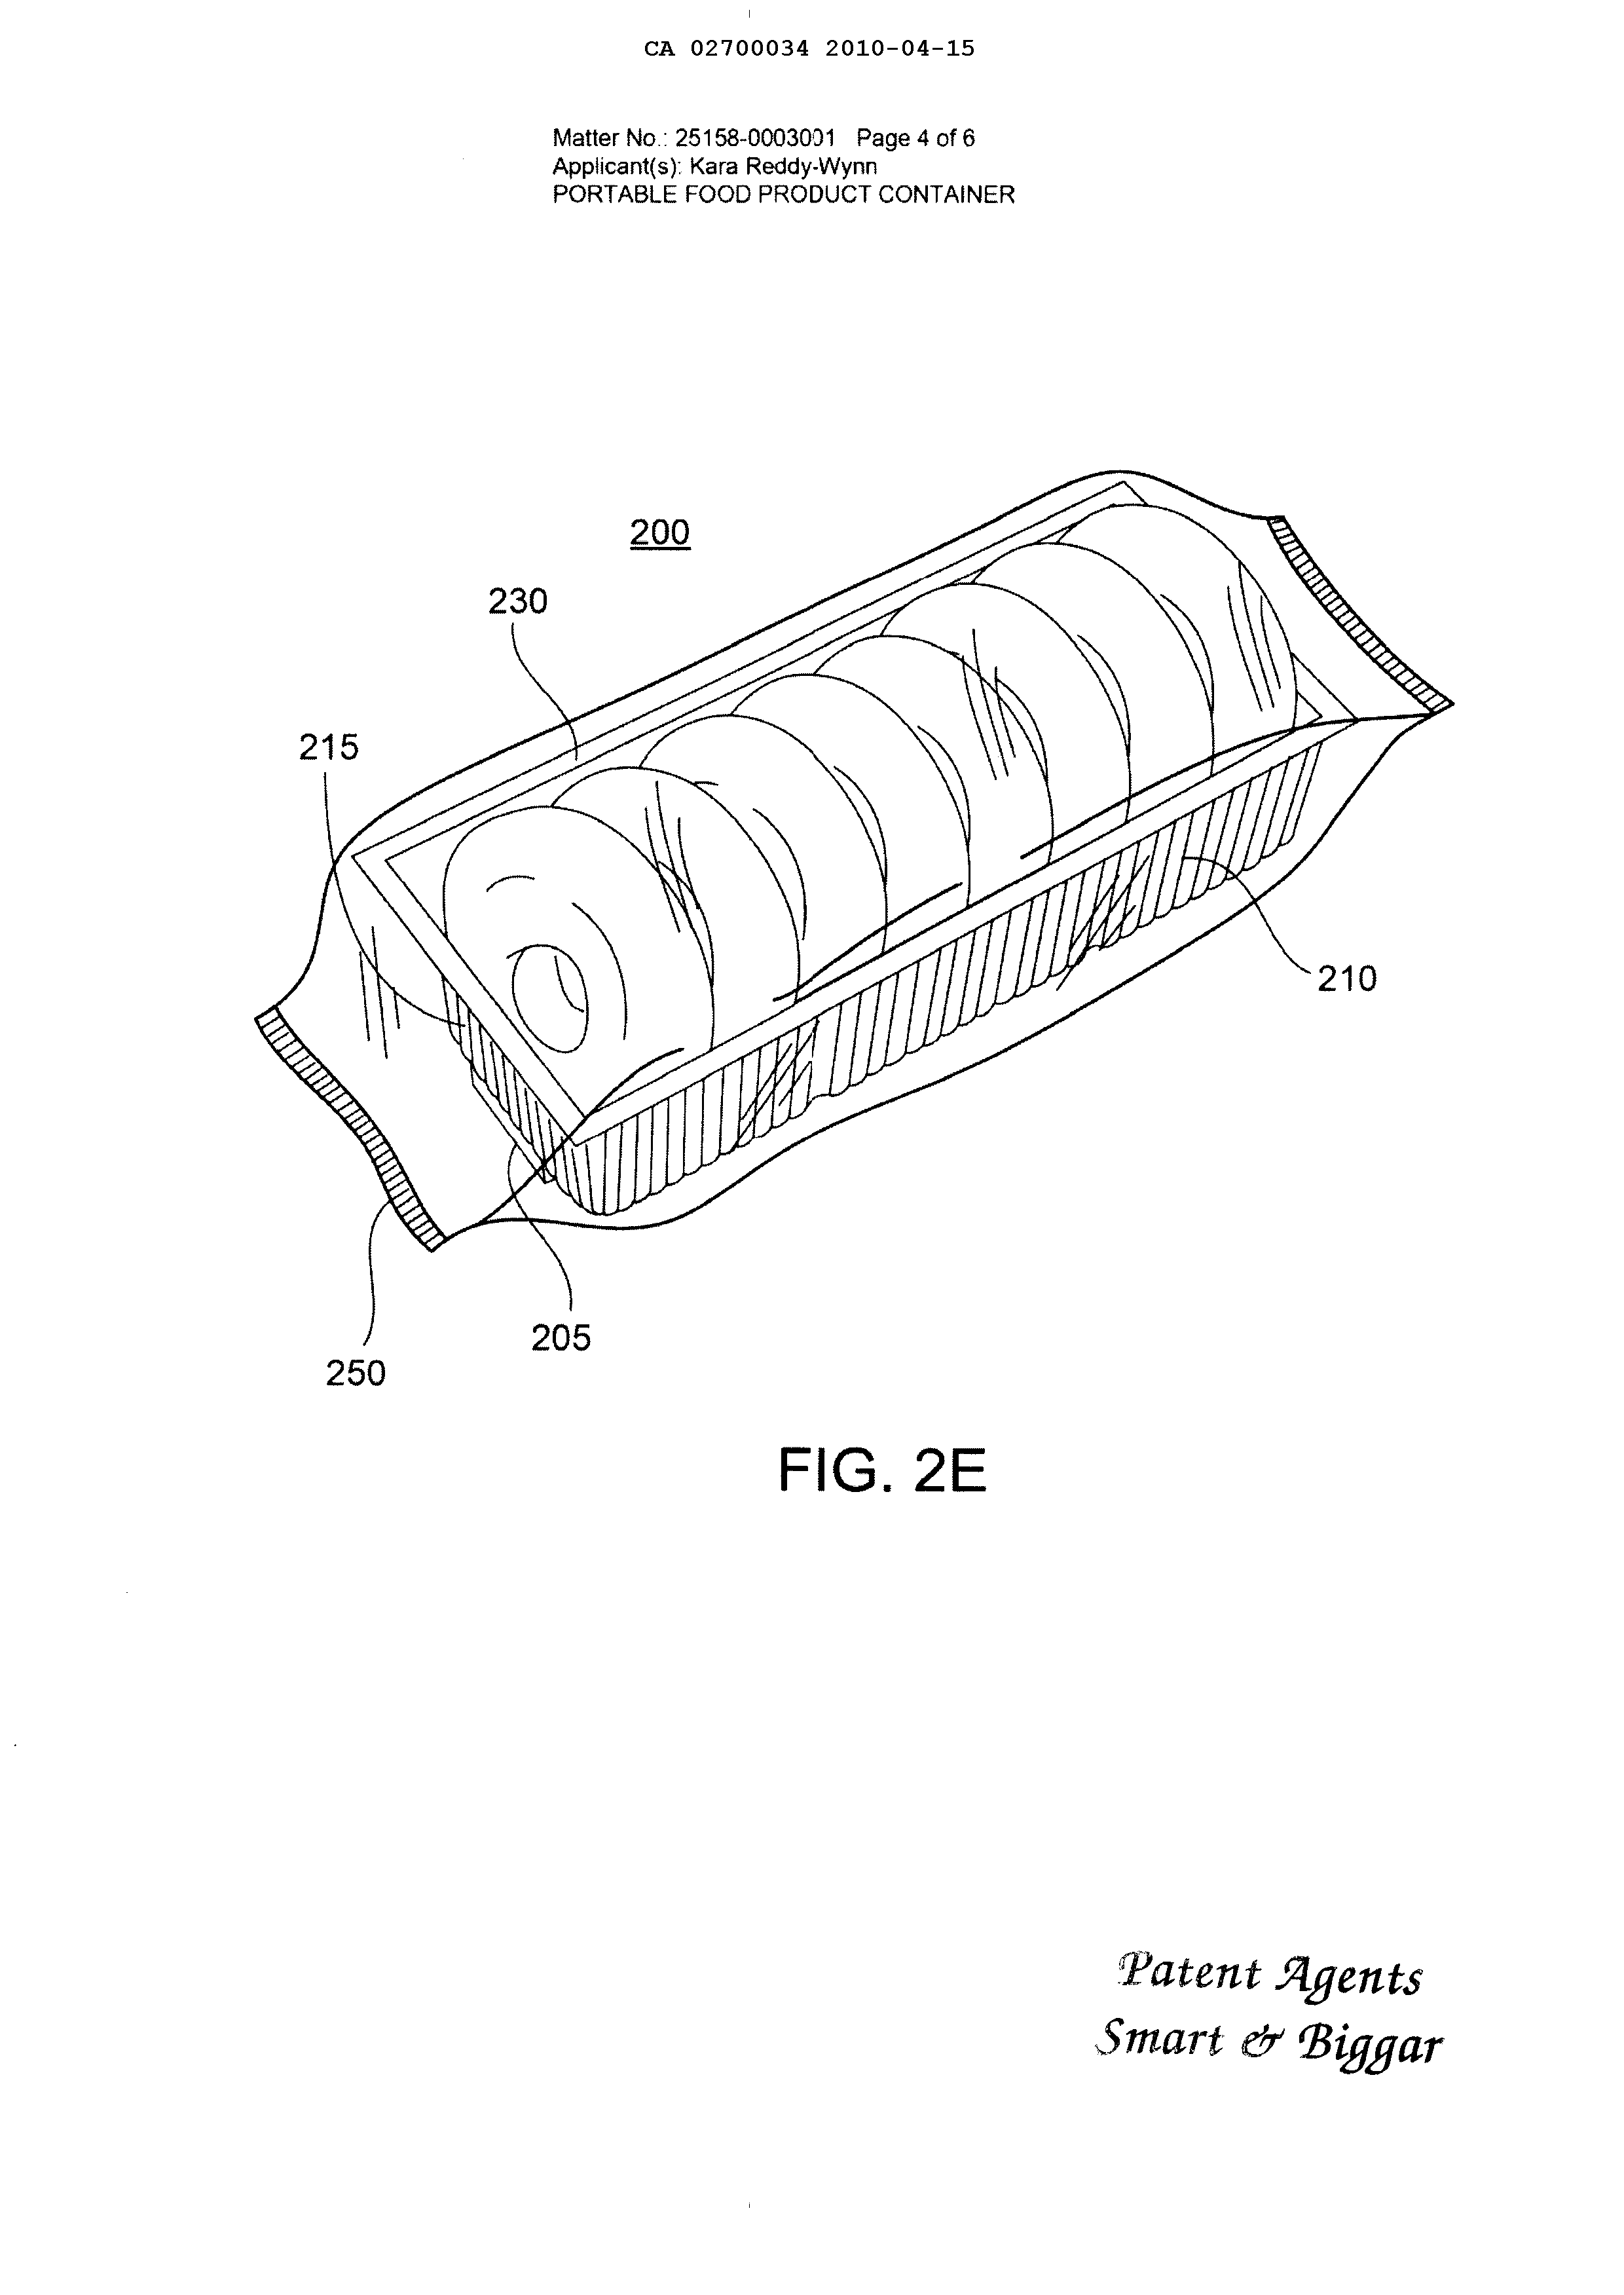 CA 02700034 2010-04-15
Matter No.: 25158-0003001 Page 4 of 6
Applicant(s): Kara Reddy-Wynn
PORTABLE FOOD PRODUCT CONTAINER
200
230
215
210
205
250
FIG. 2E
Patent Agents
Smart & Biggar